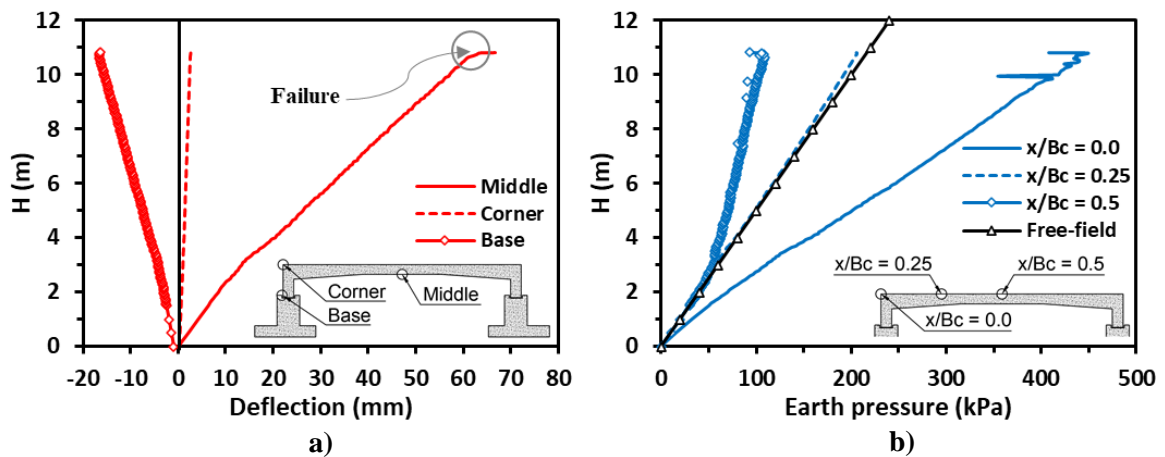 12
10
8
6
4
2
0
H (m)
-20 -10 0 10 20 30 40 50 60 70 80
Deflection (mm)
Failure
Middle
Corner
Base
Corner
Middle
Base
a)
12
10
8
6
4
2
0
H (m)
0 100 200 300 400 500
Earth pressure (kPa)
x/Bc = 0.0
x/Bc = 0.25
x/Bc = 0.5
Free-field
x/Bc = 0.25
x/Bc = 0.5
x/Bc = 0.0
b)